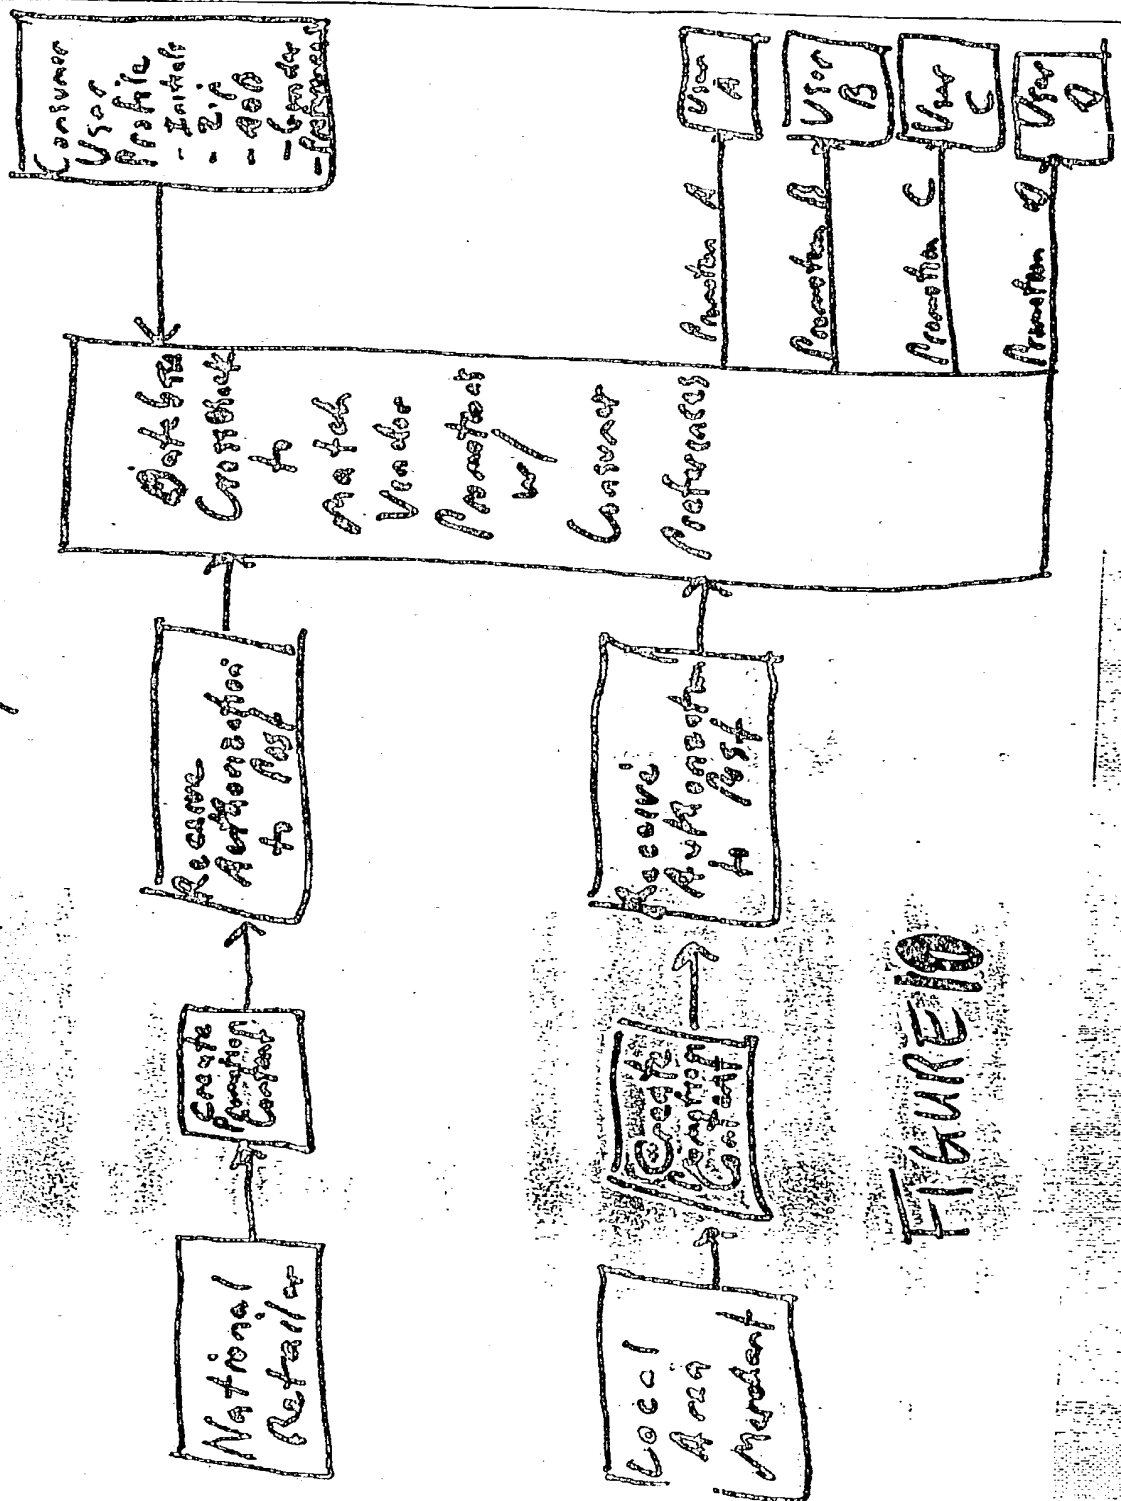 National
Retailer
Create
Promotion
Content
Receive
Authorization
to Post
Database
Crosscheck
to
Match
Vendor
Promotions
w/
Consumer
Preferences
Consumer
User
Profile
- Initials
- Zip
- Gender
- Preferences
Local
Area
Merchant
Create
Promotion
Content
Receive
Authorization
to Post
Promotion A
User
A
Promotion B
User
B
Promotion C
User
C
Promotion D
User
D
FIGURE 10